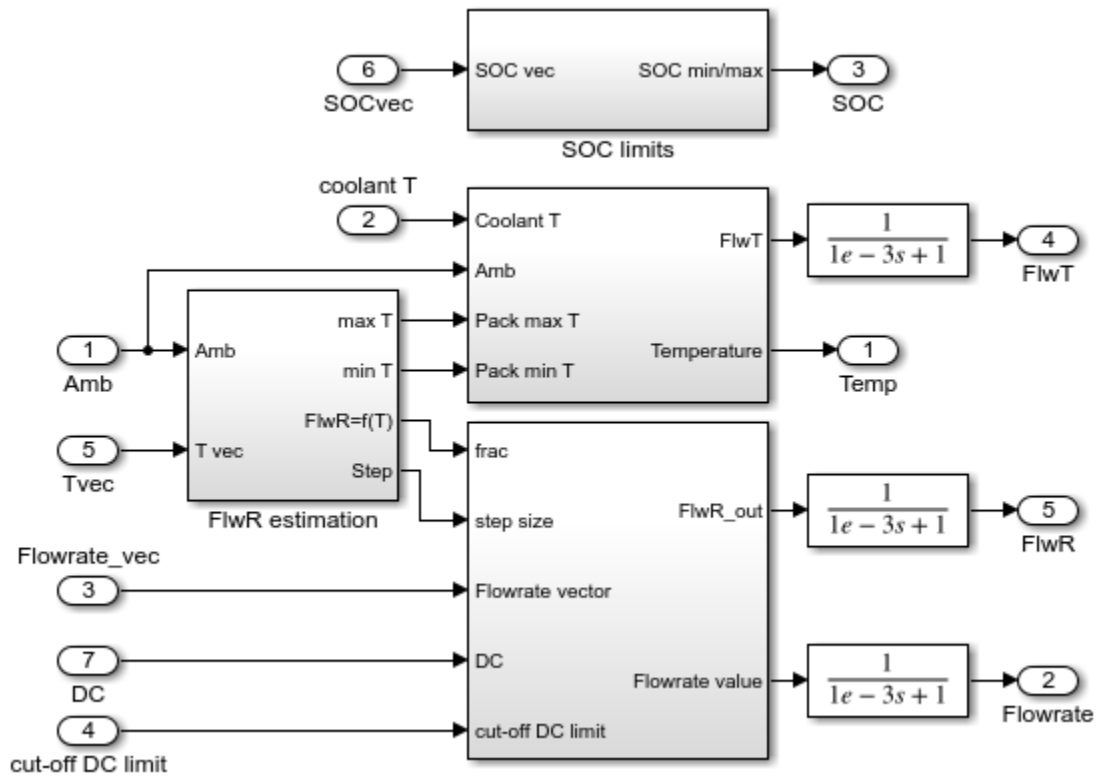 6
SOCvec
SOC vec
SOC min/max
SOC limits
3
SOC
coolant T
2
Coolant T
Amb
Pack max T
Pack min T
FlwT
Temperature
1
1e − 3s + 1
4
FlwT
1
Temp
1
Amb
5
Tvec
Amb
T vec
max T
min T
FlwR=f(T)
Step
FlwR estimation
Flowrate_vec
3
7
DC
4
cut-off DC limit
frac
step size
Flowrate vector
DC
cut-off DC limit
FlwR_out
Flowrate value
1
1e − 3s + 1
5
FlwR
1
1e − 3s + 1
2
Flowrate